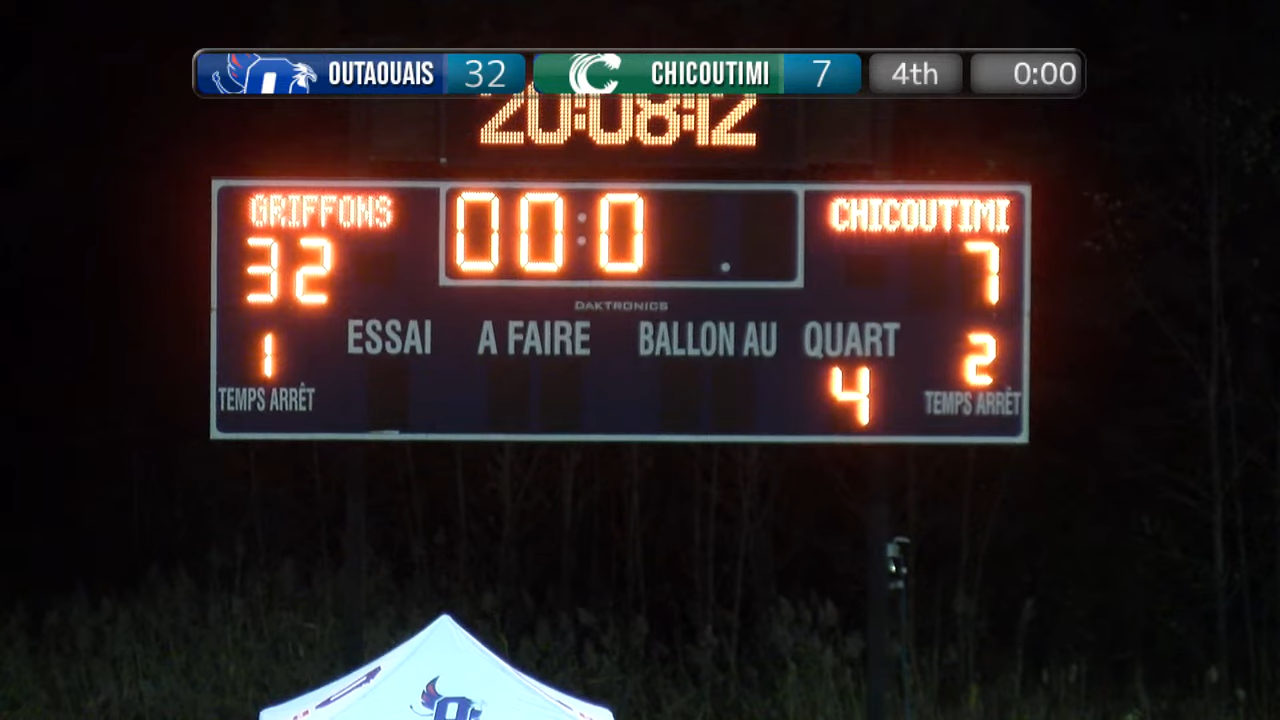 OUTAOUAIS 32 CHICOUTIMI 7 4th 0:00
20:08:12
GRIFFONS 000:0 CHICOUTIMI
32 7
DAKTRONICS
ESSAI A FAIRE BALLON AU QUART
1 4 2
TEMPS ARRÊT TEMPS ARRÊT